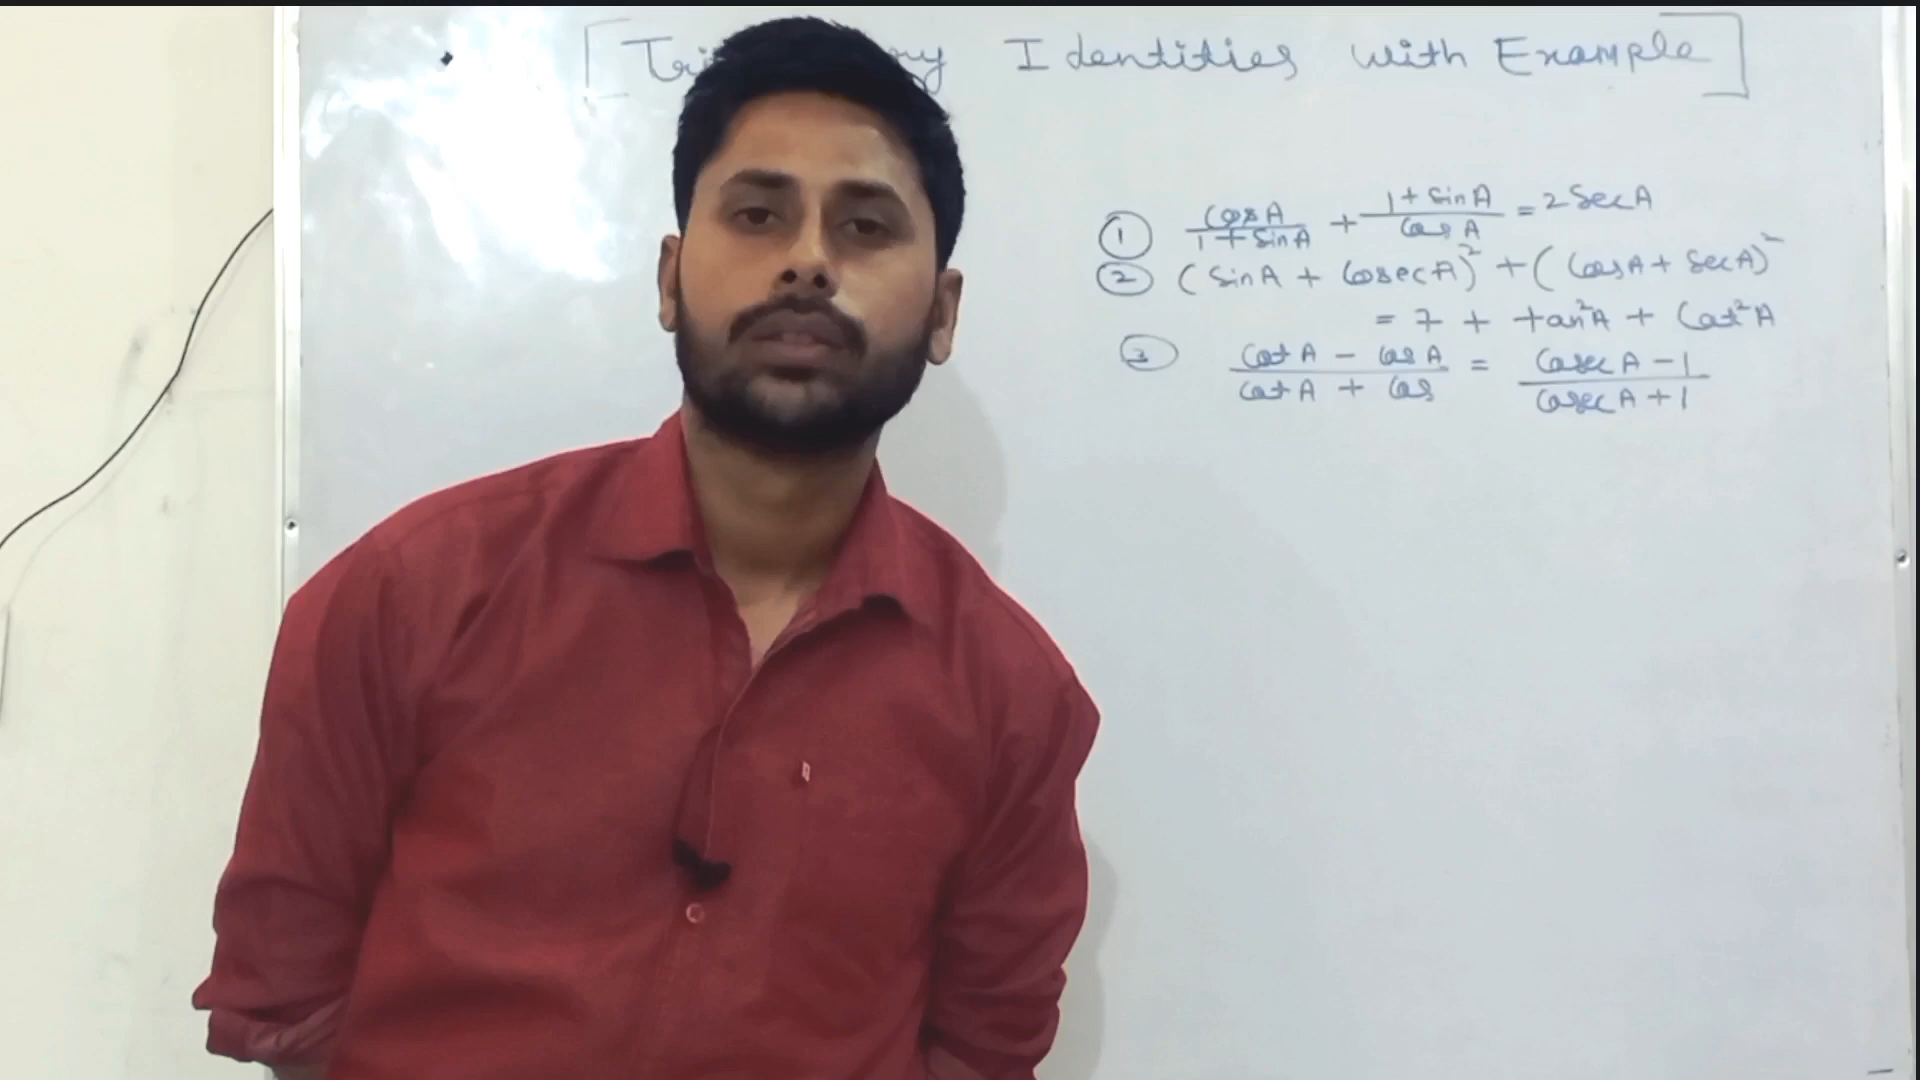 [Tri ry Identities with Example]
① cosA/1+sinA + 1+sinA/cosA = 2SecA
② (sinA + CosecA)² + (CosA + SecA)²
= 7 + tan²A + Cot²A
③ CotA - CosA/CotA + Cos = CosecA - 1/CosecA + 1